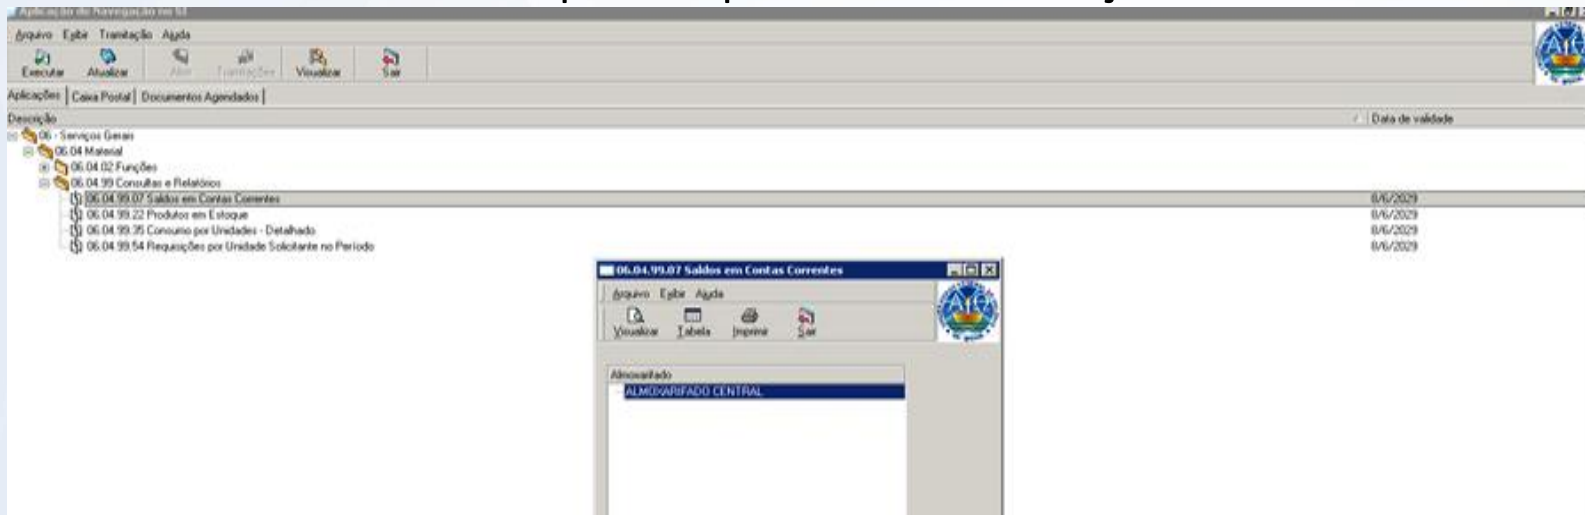 Aplicação de Navegação no SI
Arquivo Exibir Tramitação Ajuda
Executar Atualizar Abrir Tramitações Visualizar Sair
Aplicações Caixa Postal Documentos Agendados
Descrição Data de validade
06 - Serviços Gerais
06.04 Material
06.04.02 Funções
06.04.99 Consultas e Relatórios
06.04.99.07 Saldos em Contas Correntes 8/6/2029
06.04.99.22 Produtos em Estoque 8/6/2029
06.04.99.35 Consumo por Unidades - Detalhado 8/6/2029
06.04.99.54 Requisições por Unidade Solicitante no Período 8/6/2029
06.04.99.07 Saldos em Contas Correntes
Arquivo Exibir Ajuda
Visualizar Tabela Imprimir Sair
Almoxarifado
ALMOXARIFADO CENTRAL